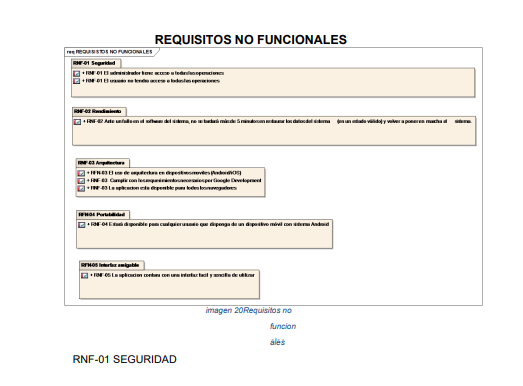 REQUISITOS NO FUNCIONALES
req REQUISISTOS NO FUNCIONALES
RNF-01 Seguridad
+ RNF-01 El administrador tiene acceso a todas las operaciones
+ RNF-01 El usuario no tendra acceso a todas las operaciones
RNF-02 Rendimiento
+ RNF-02 Ante un fallo en el software del sistema, no se tardará más de 5 minutos en restaurar los datos del sistema (en un estado válido) y volver a poner en marcha el sistema.
RNF-03 Arquitectura
+ RFN-03 El uso de arquitectura en dispositivos moviles (Android/iOS)
+ RNF-03 Cumplir con los requerimientos necesarios por Google Development
+ RNF-03 La aplicacion esta disponible para todos los navegadores
RFN-04 Portabilidad
+ RNF-04 Estará disponible para cualquier usuario que disponga de un dispositivo móvil con sistema Android
RFN-05 Interfaz amigable
+ RNF-05 La aplicacion contara con una interfaz facil y sencilla de utilizar
imagen 20Requisitos no
funcion
ales
RNF-01 SEGURIDAD